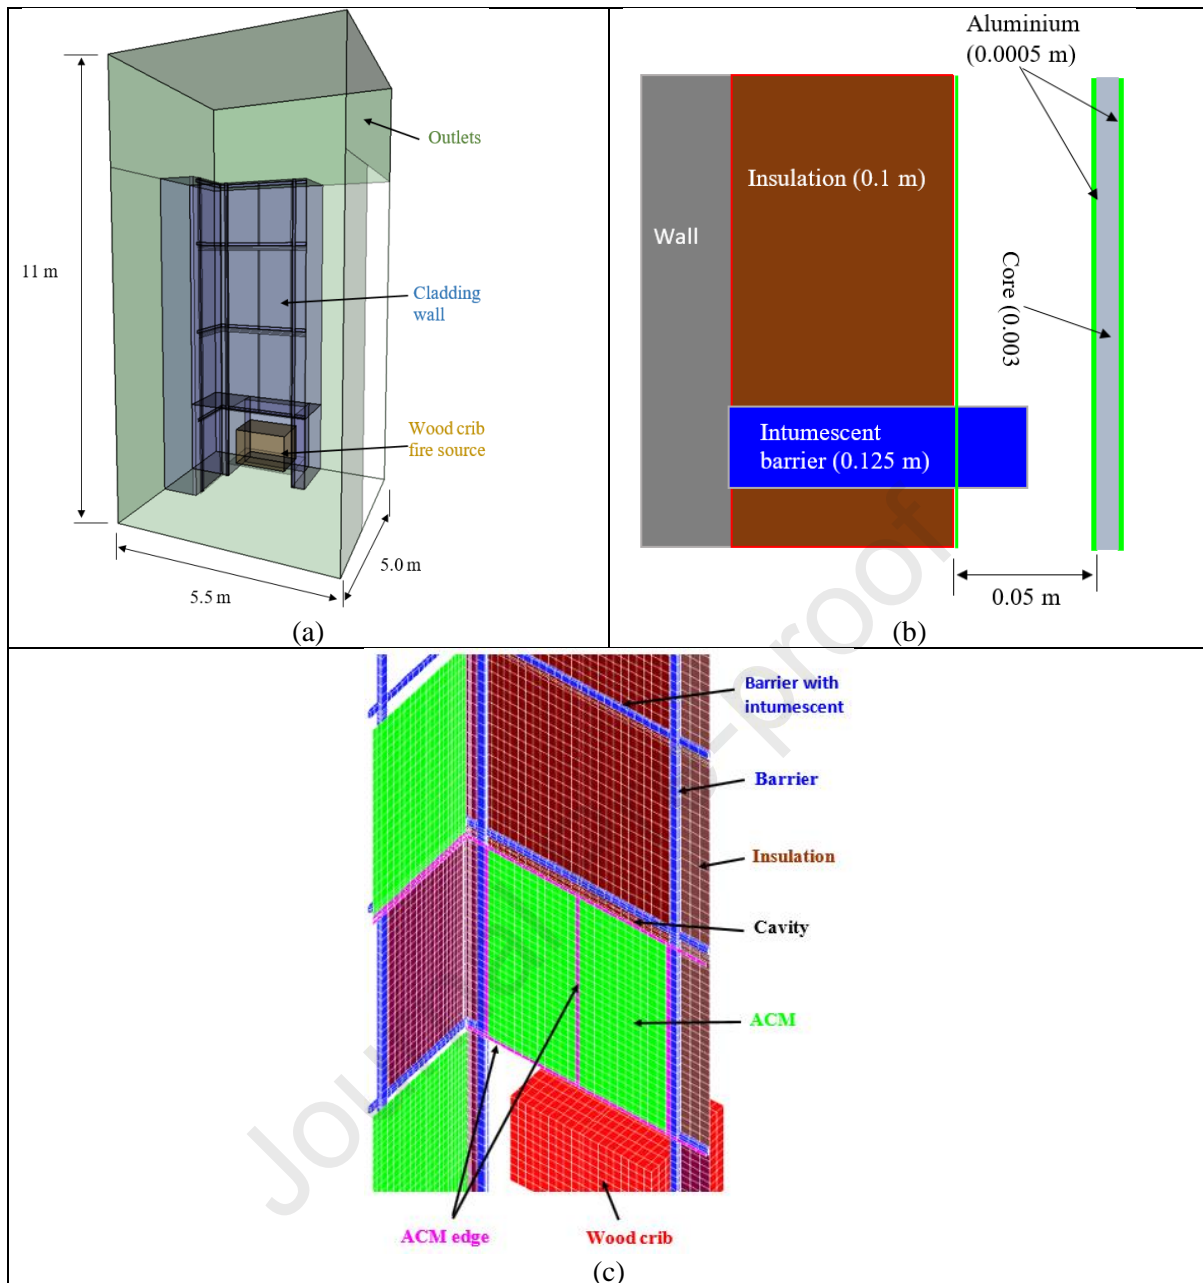 Outlets
11 m
Cladding
wall
Wood crib
fire source
5.0 m
5.5 m
(a)
Aluminium
(0.0005 m)
Insulation (0.1 m)
Wall
Core (0.003
Intumescent
barrier (0.125 m)
0.05 m
(b)
Barrier with
intumescent
Barrier
Insulation
Cavity
ACM
ACM edge
Wood crib
(c)